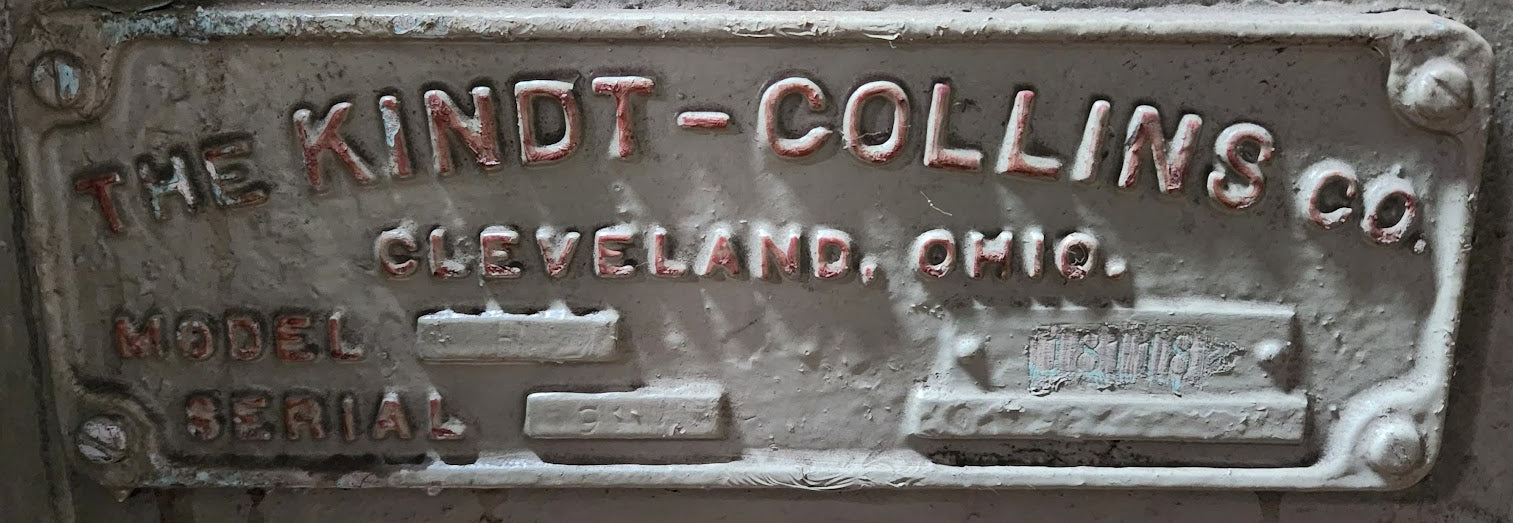 THE KINDT-COLLINS CO.
CLEVELAND, OHIO.
MODEL
SERIAL